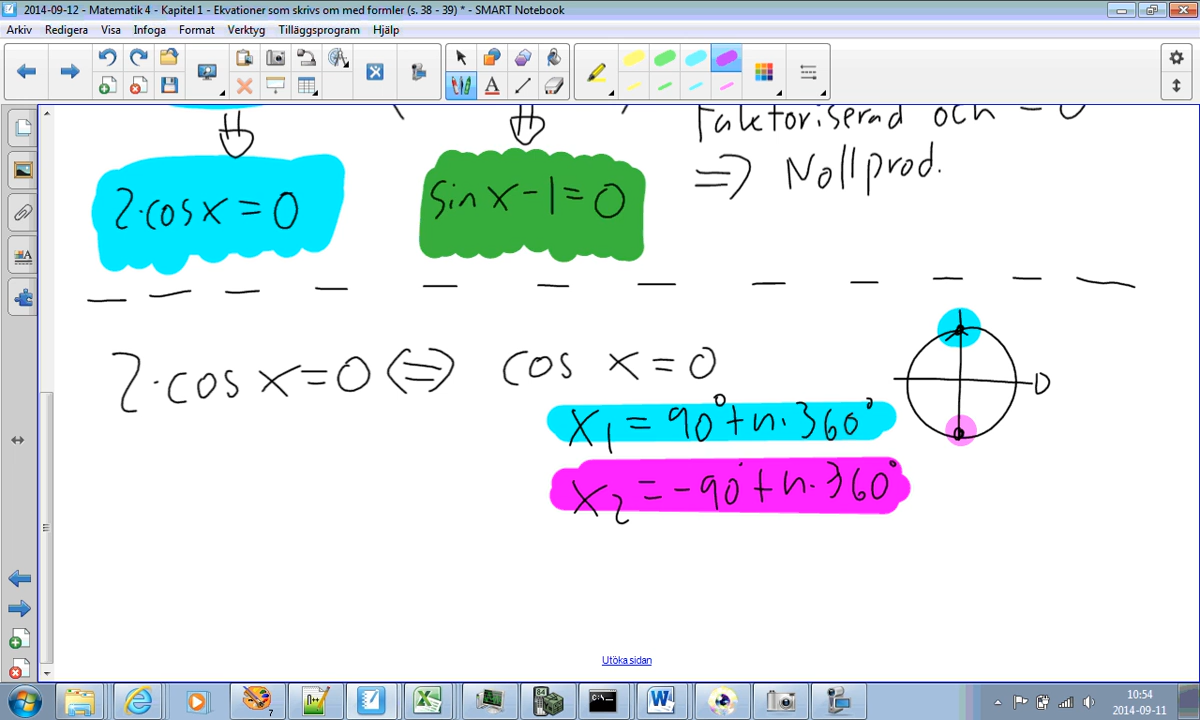 2014-09-12 - Matematik 4 - Kapitel 1 - Ekvationer som skrivs om med formler (s. 38 - 39) * - SMART Notebook
Arkiv Redigera Visa Infoga Format Verktyg Tilläggsprogram Hjälp
Faktoriserad och = 0
=> Nollprod.
2·cosx = 0
sinx - 1 = 0
2·cos x = 0 <=> cos x = 0
x₁ = 90° + n·360°
x₂ = -90° + n·360°
Utöka sidan
10:54
2014-09-11